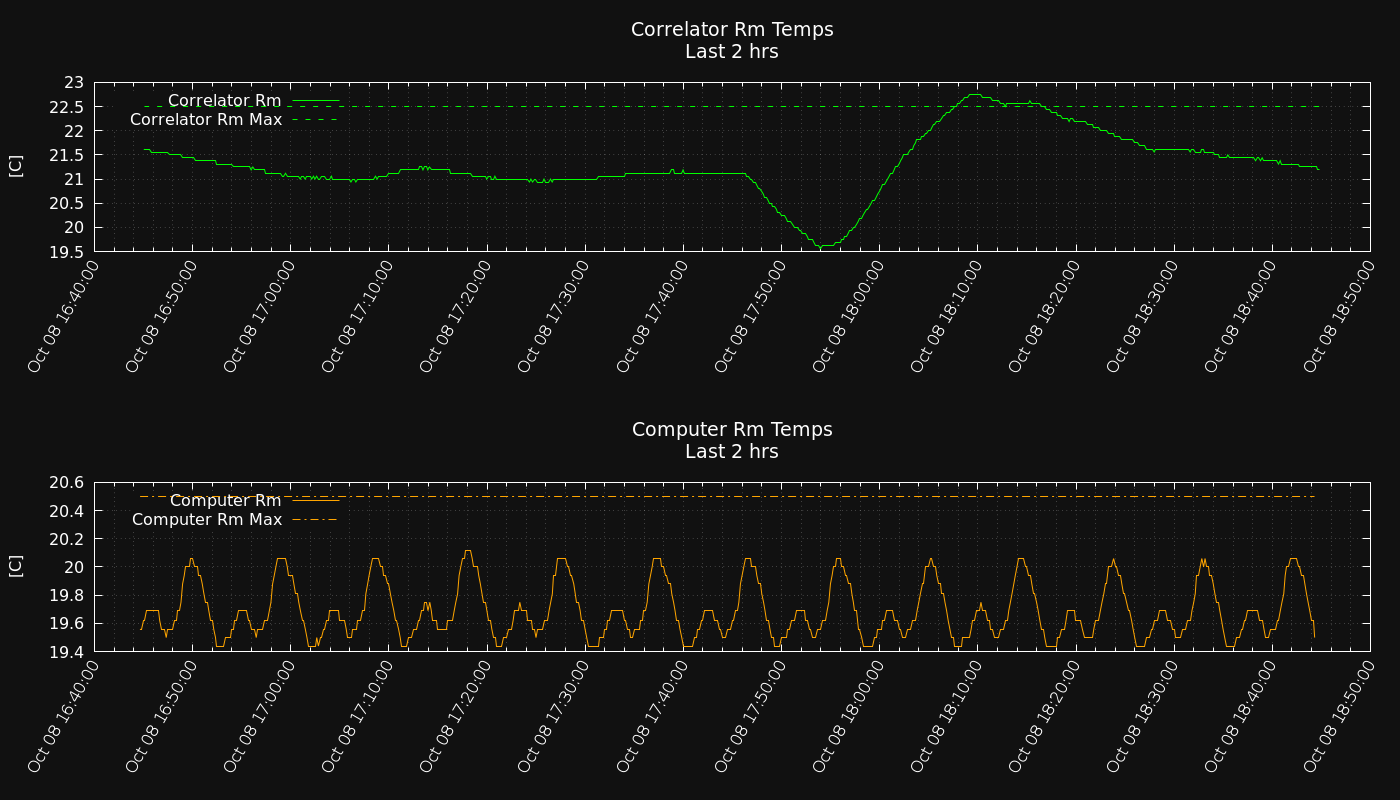 Correlator Rm Temps
Last 2 hrs
[C]
23
22.5
22
21.5
21
20.5
20
19.5
Correlator Rm
Correlator Rm Max
Oct 08 16:40:00
Oct 08 16:50:00
Oct 08 17:00:00
Oct 08 17:10:00
Oct 08 17:20:00
Oct 08 17:30:00
Oct 08 17:40:00
Oct 08 17:50:00
Oct 08 18:00:00
Oct 08 18:10:00
Oct 08 18:20:00
Oct 08 18:30:00
Oct 08 18:40:00
Oct 08 18:50:00
Computer Rm Temps
Last 2 hrs
[C]
20.6
20.4
20.2
20
19.8
19.6
19.4
Computer Rm
Computer Rm Max
Oct 08 16:40:00
Oct 08 16:50:00
Oct 08 17:00:00
Oct 08 17:10:00
Oct 08 17:20:00
Oct 08 17:30:00
Oct 08 17:40:00
Oct 08 17:50:00
Oct 08 18:00:00
Oct 08 18:10:00
Oct 08 18:20:00
Oct 08 18:30:00
Oct 08 18:40:00
Oct 08 18:50:00